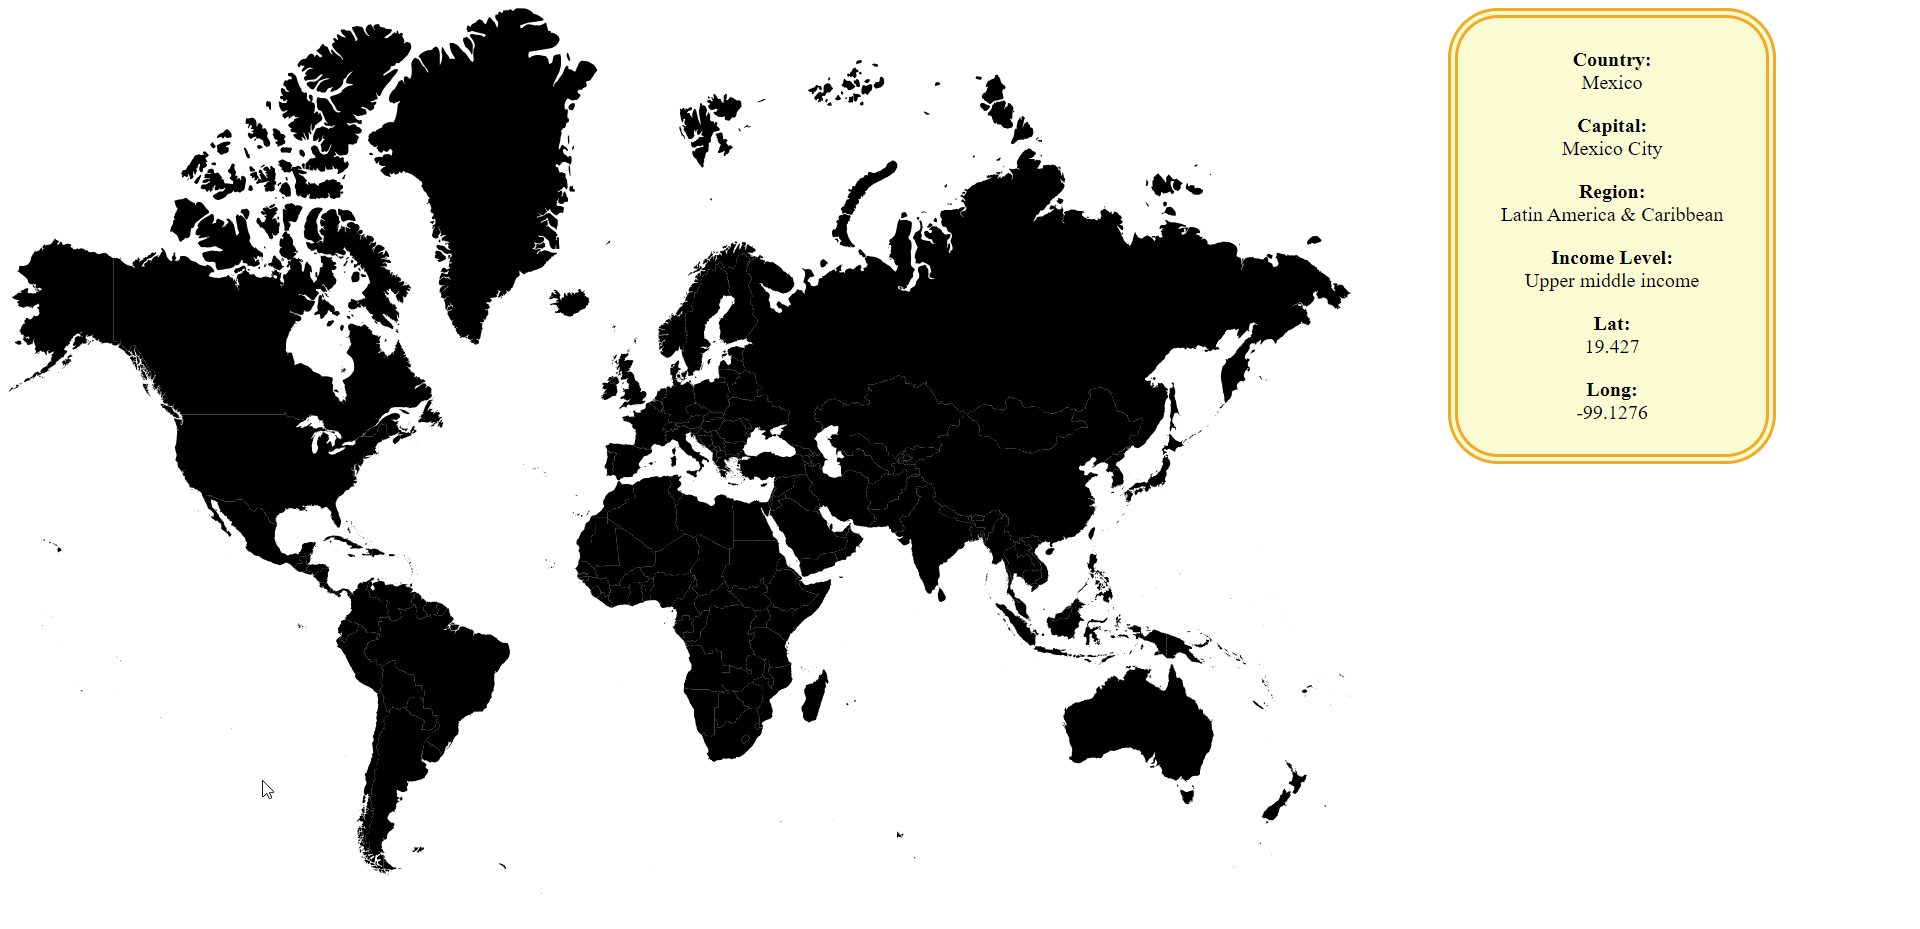 Country:
Mexico
Capital:
Mexico City
Region:
Latin America & Caribbean
Income Level:
Upper middle income
Lat:
19.427
Long:
-99.1276